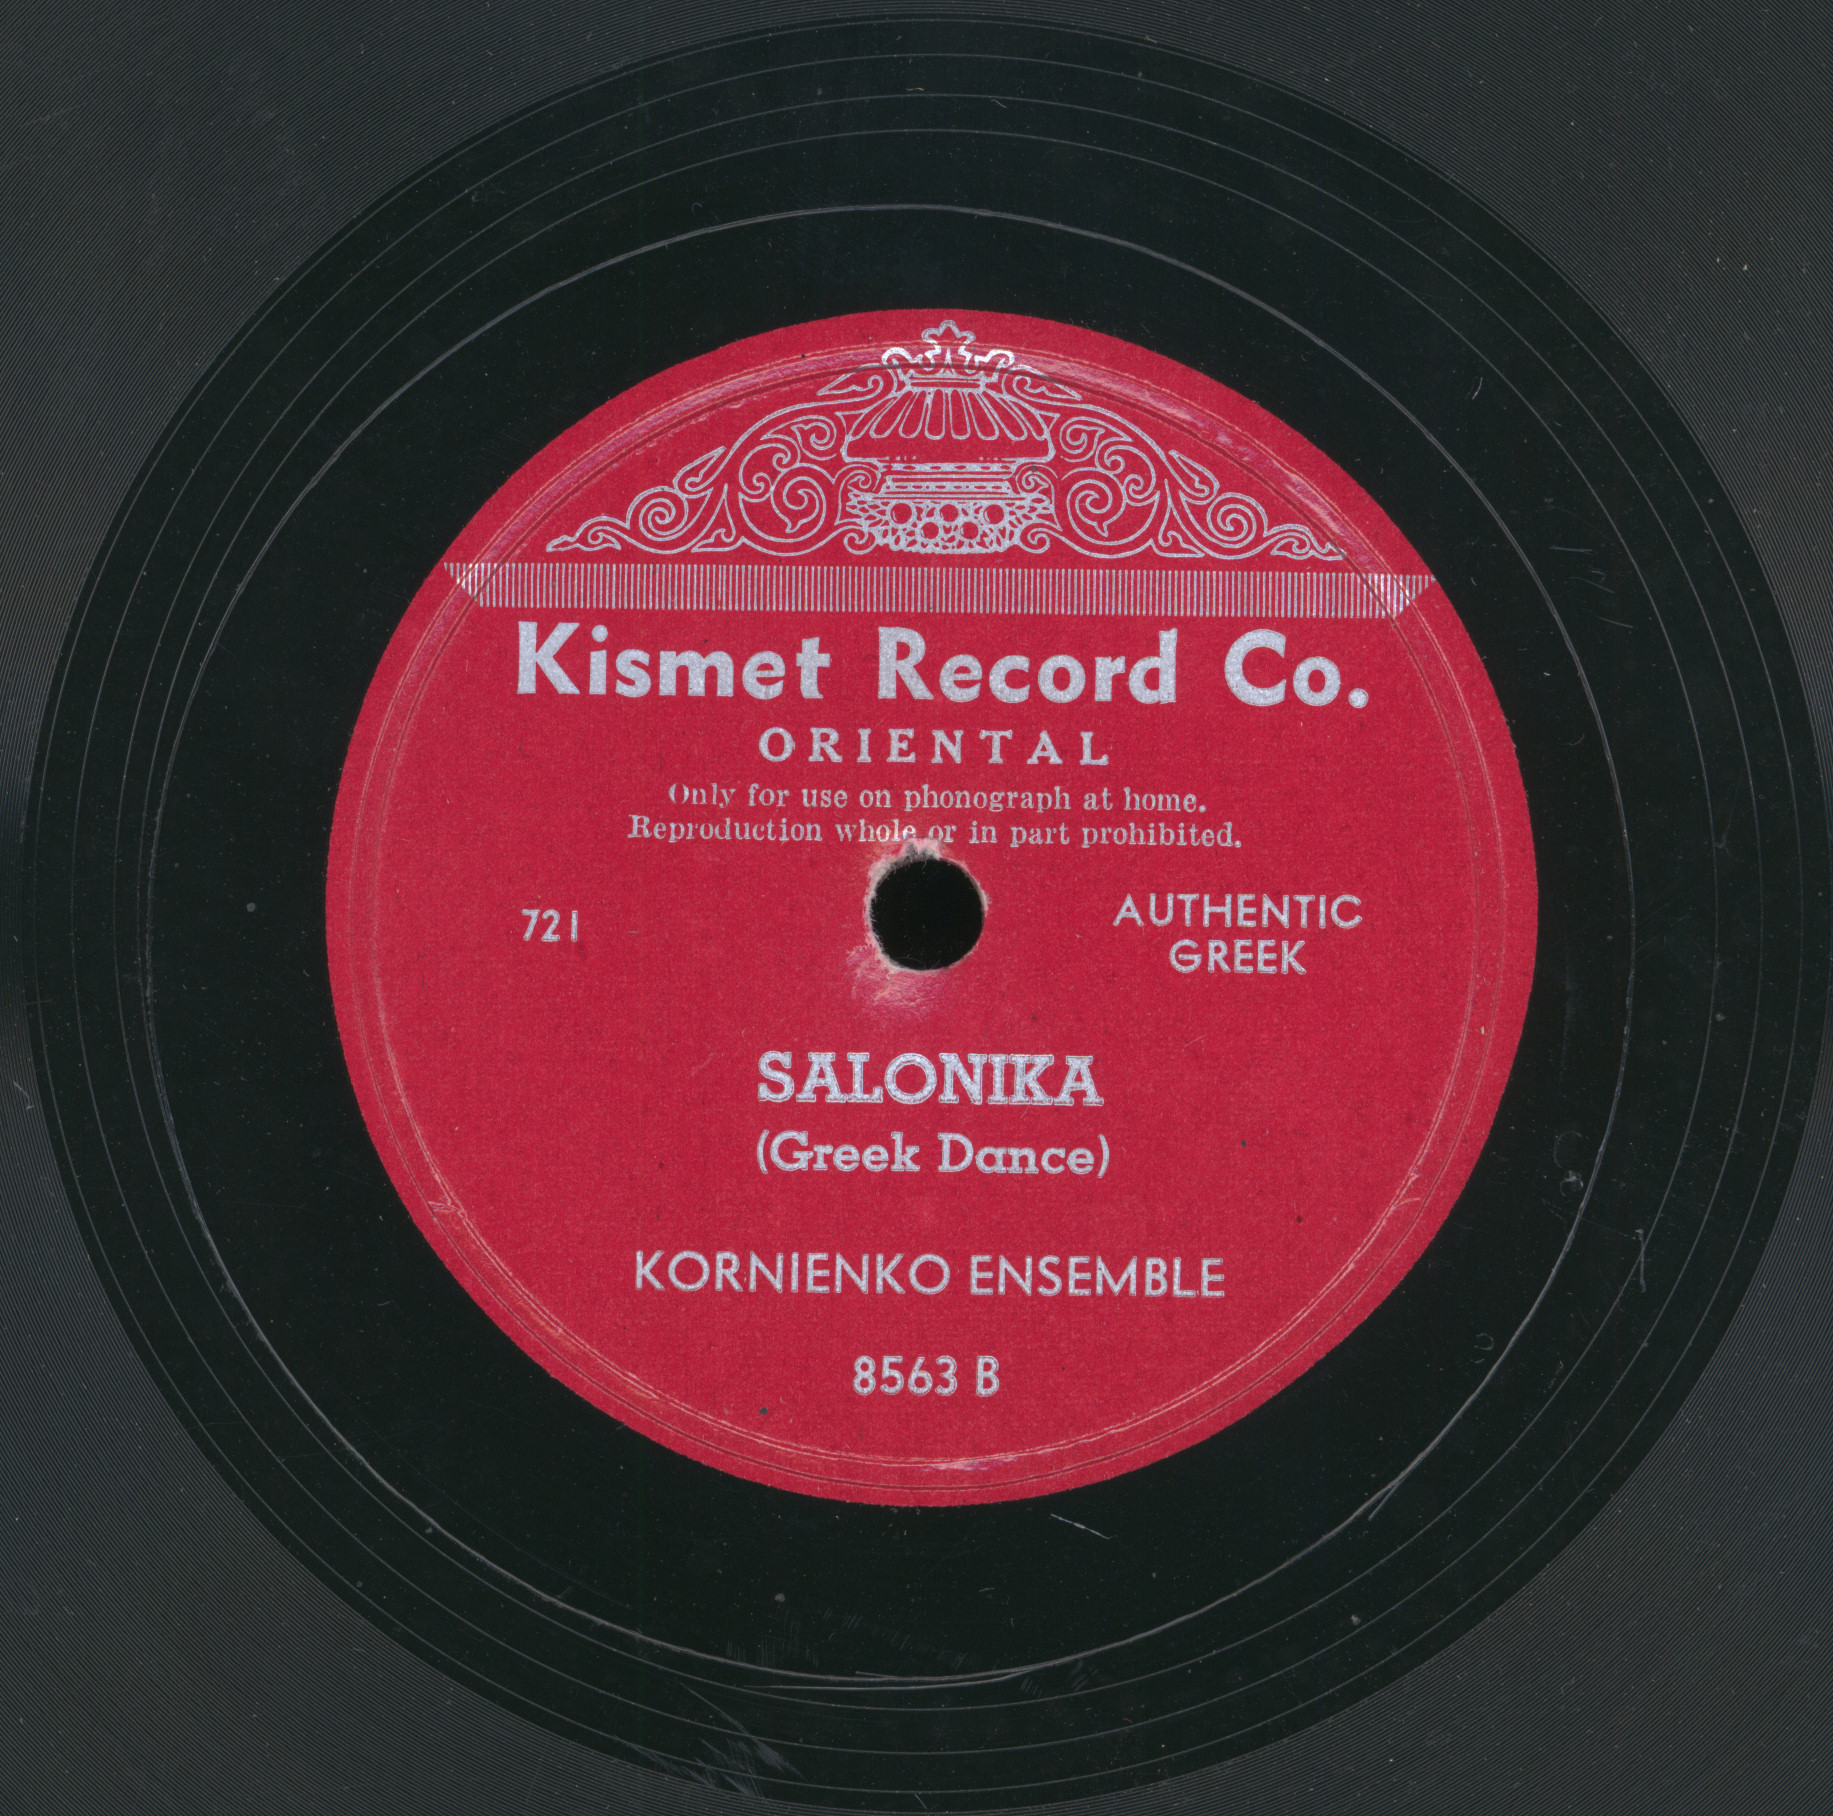 Kismet Record Co.
ORIENTAL
Only for use on phonograph at home.
Reproduction whole or in part prohibited.
721
AUTHENTIC
GREEK
SALONIKA
(Greek Dance)
KORNIENKO ENSEMBLE
8563 B